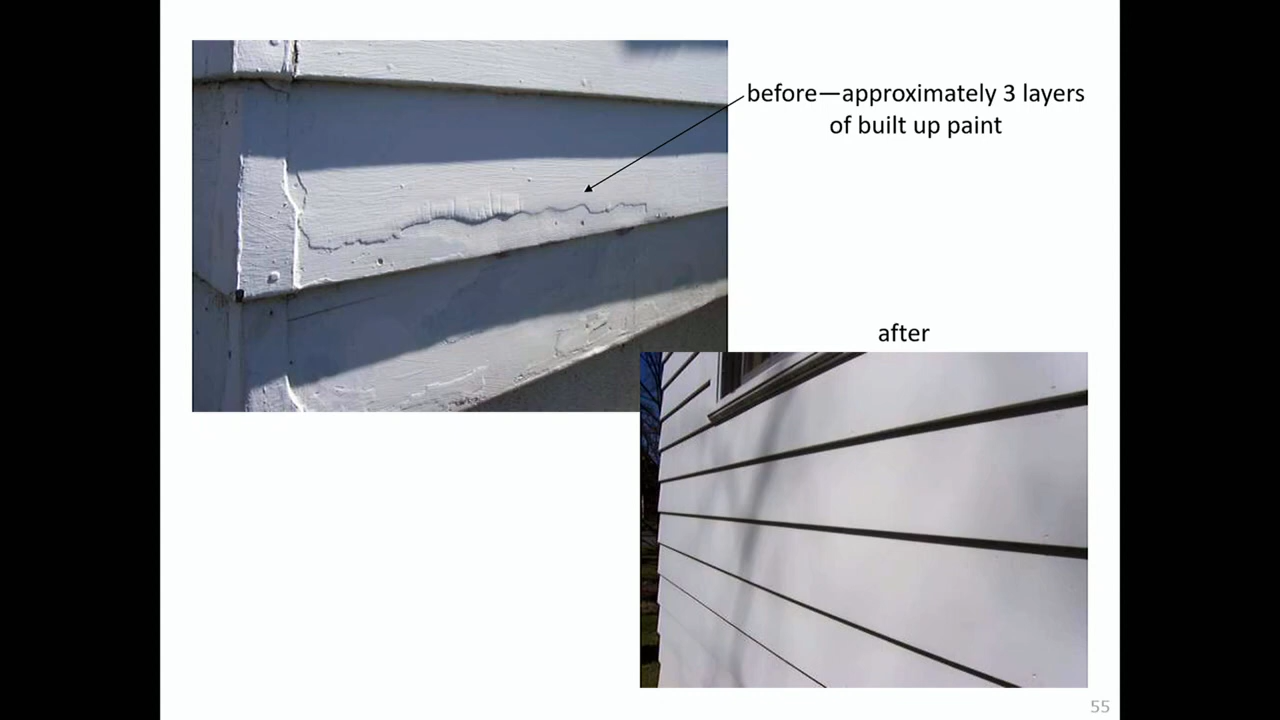 before—approximately 3 layers
of built up paint
after
55